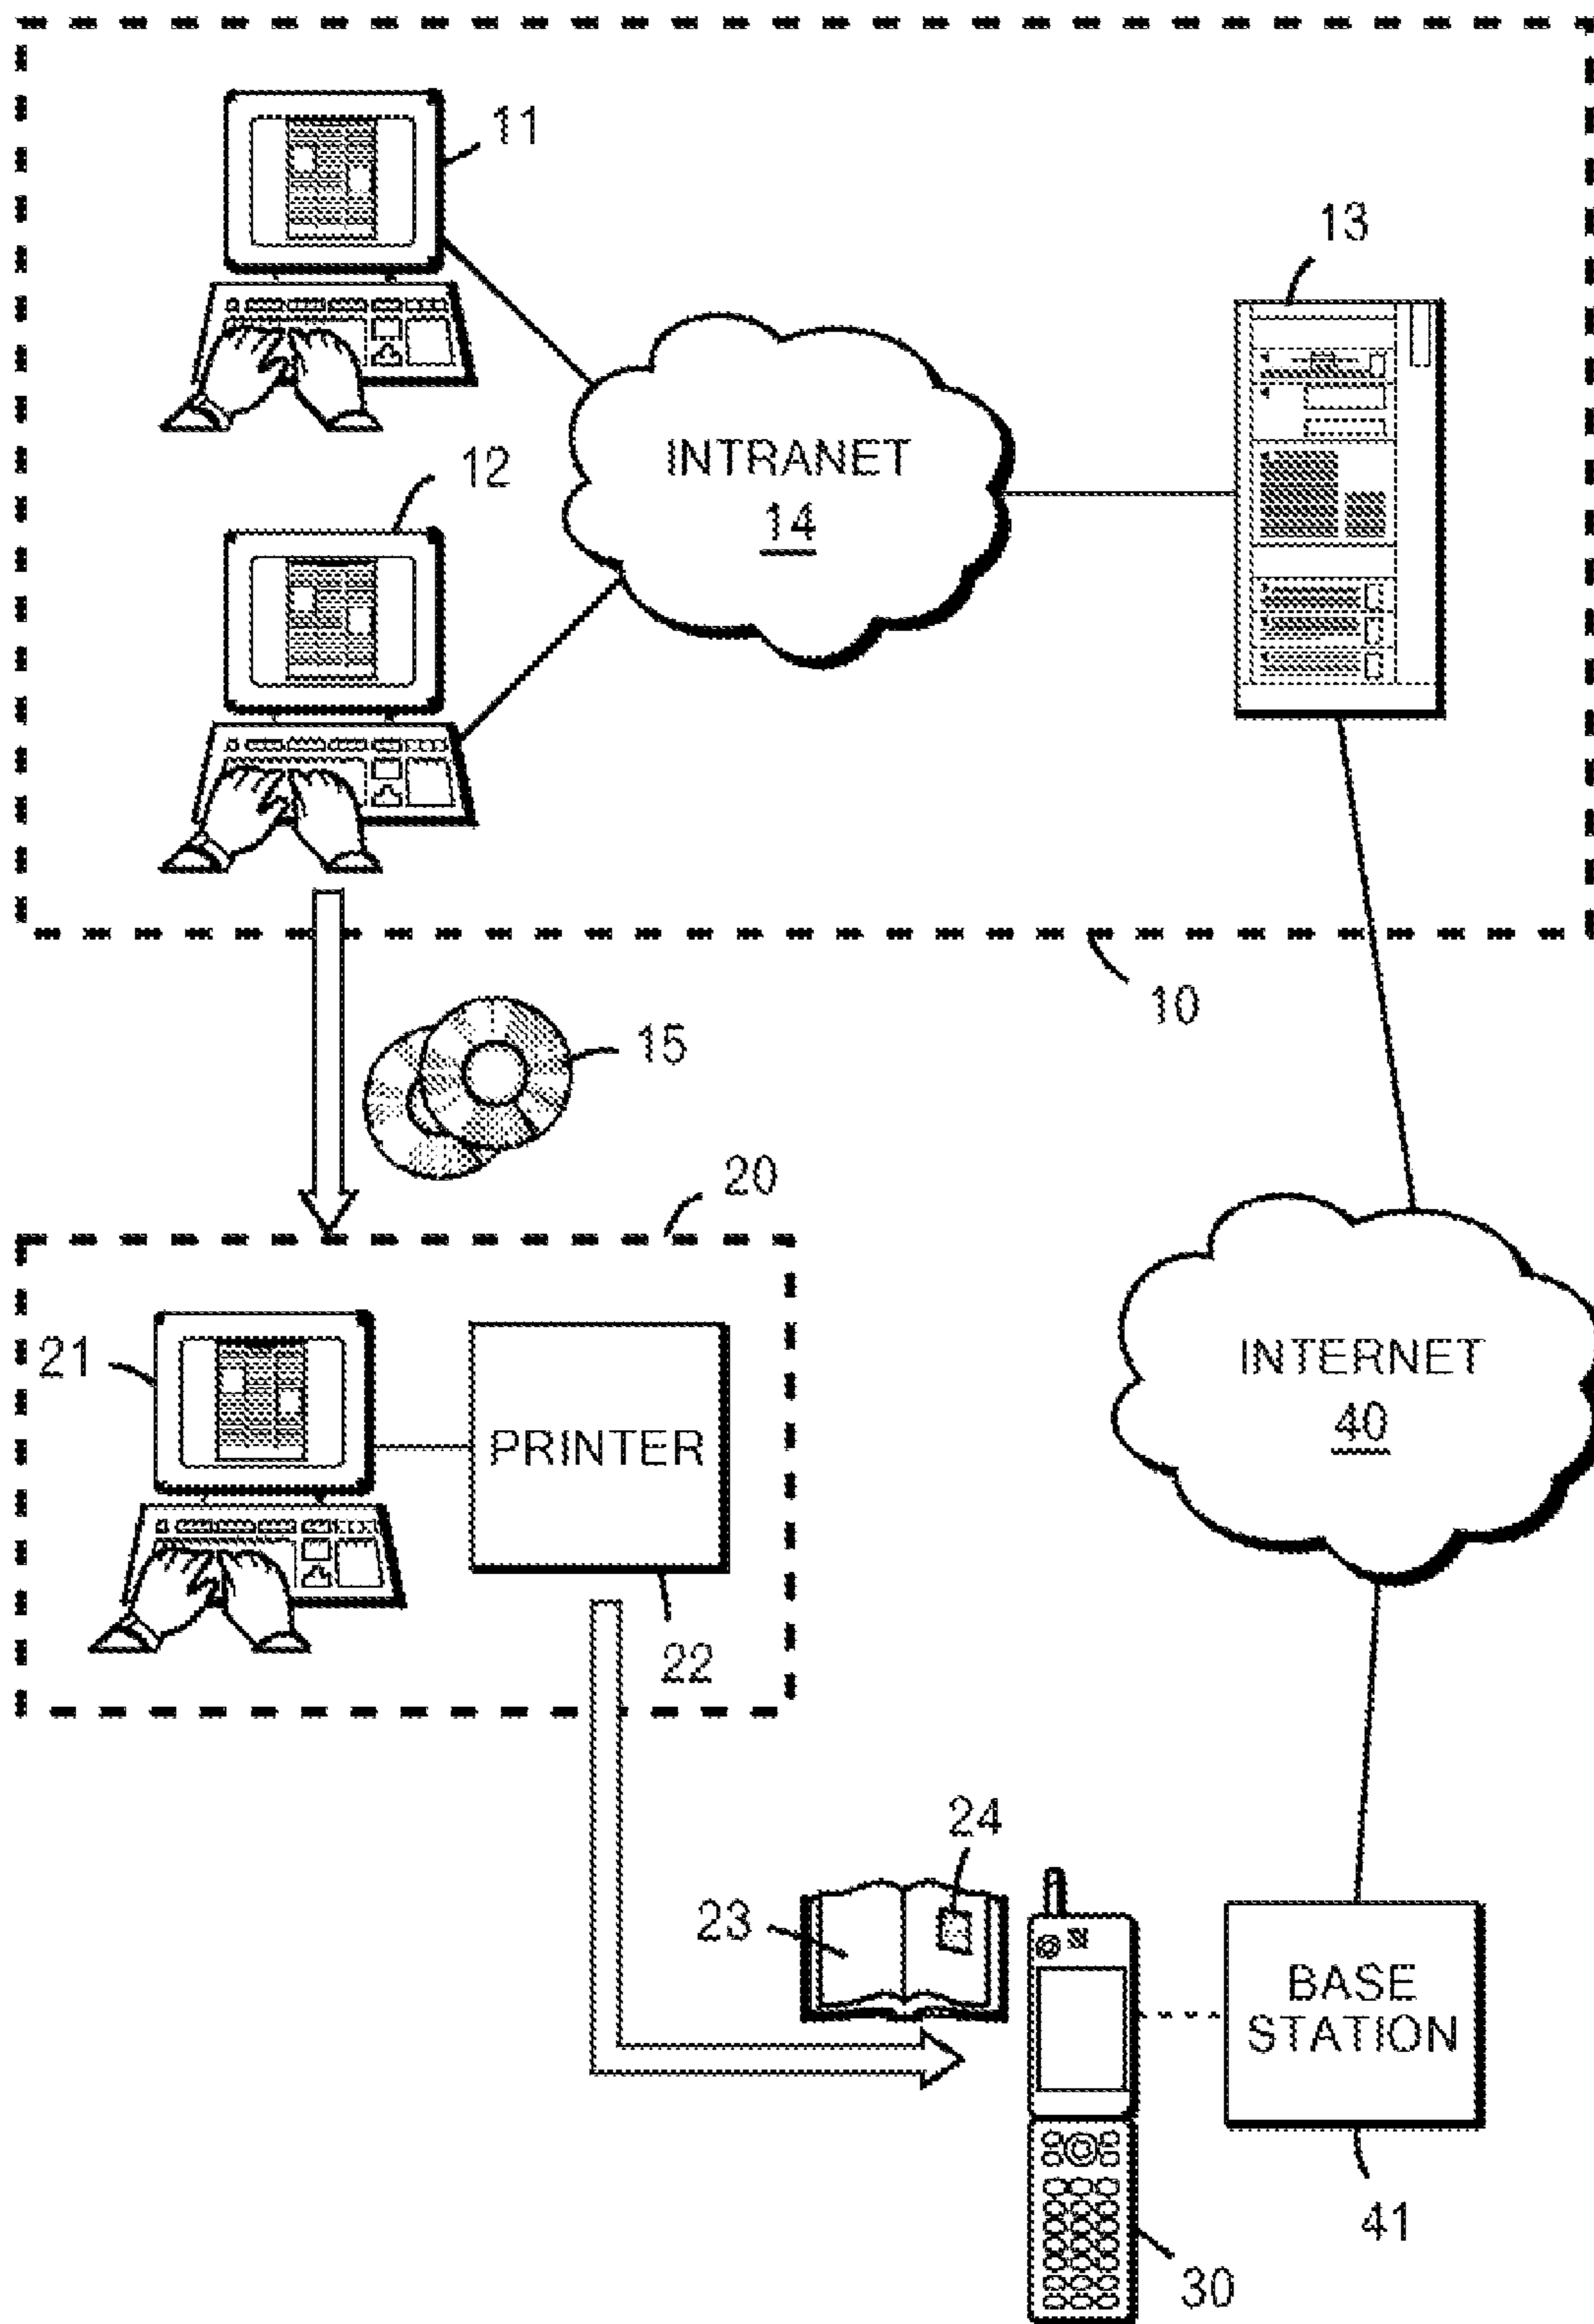 11
13
INTRANET
14
12
10
15
20
21
PRINTER
INTERNET
40
22
24
23
BASE
STATION
41
30